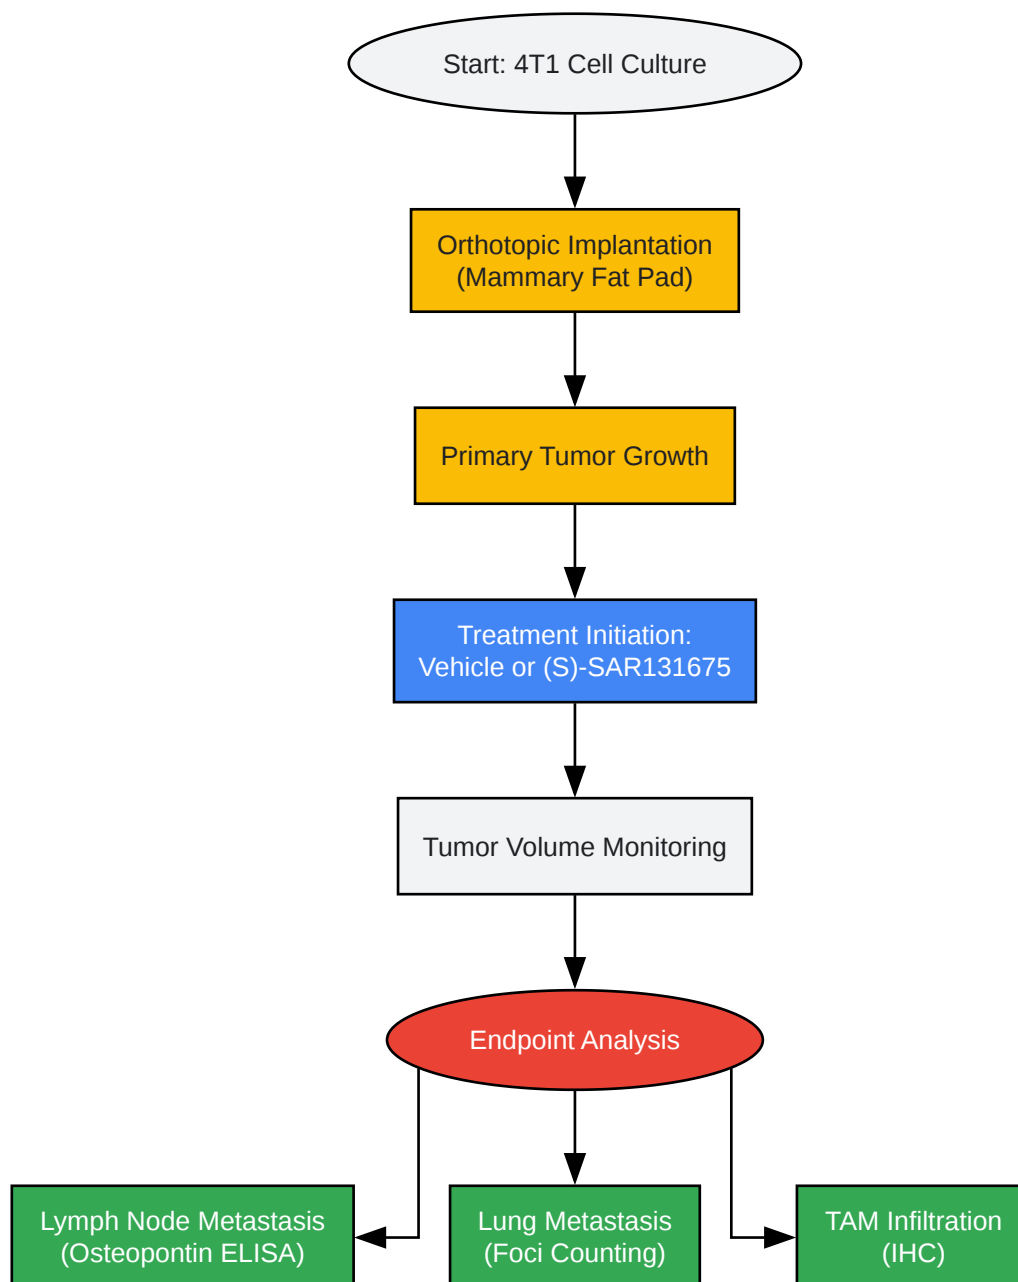 Start: 4T1 Cell Culture
Orthotopic Implantation
(Mammary Fat Pad)
Primary Tumor Growth
Treatment Initiation:
Vehicle or (S)-SAR131675
Tumor Volume Monitoring
Endpoint Analysis
Lymph Node Metastasis
(Osteopontin ELISA)
Lung Metastasis
(Foci Counting)
TAM Infiltration
(IHC)